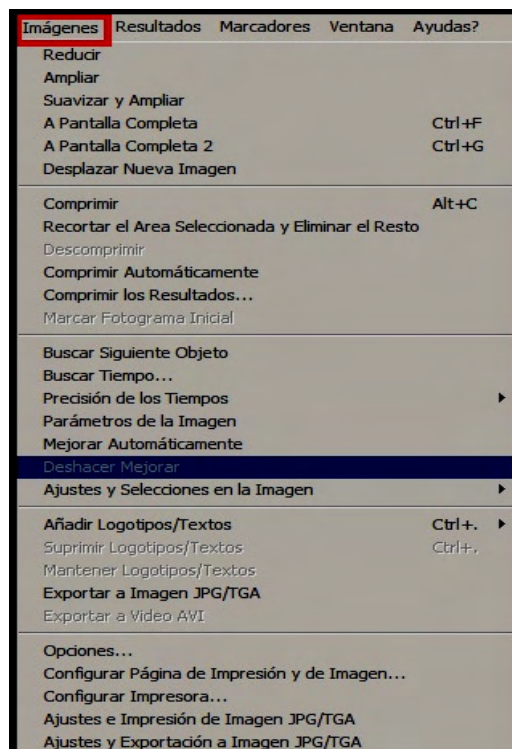 Imágenes Resultados Marcadores Ventana Ayudas?
Reducir
Ampliar
Suavizar y Ampliar
A Pantalla Completa Ctrl+F
A Pantalla Completa 2 Ctrl+G
Desplazar Nueva Imagen
Comprimir Alt+C
Recortar el Area Seleccionada y Eliminar el Resto
Descomprimir
Comprimir Automáticamente
Comprimir los Resultados...
Marcar Fotograma Inicial
Buscar Siguiente Objeto
Buscar Tiempo...
Precisión de los Tiempos
Parámetros de la Imagen
Mejorar Automáticamente
Deshacer Mejorar
Ajustes y Selecciones en la Imagen
Añadir Logotipos/Textos Ctrl+.
Suprimir Logotipos/Textos Ctrl+,
Mantener Logotipos/Textos
Exportar a Imagen JPG/TGA
Exportar a Video AVI
Opciones...
Configurar Página de Impresión y de Imagen...
Configurar Impresora...
Ajustes e Impresión de Imagen JPG/TGA
Ajustes y Exportación a Imagen JPG/TGA